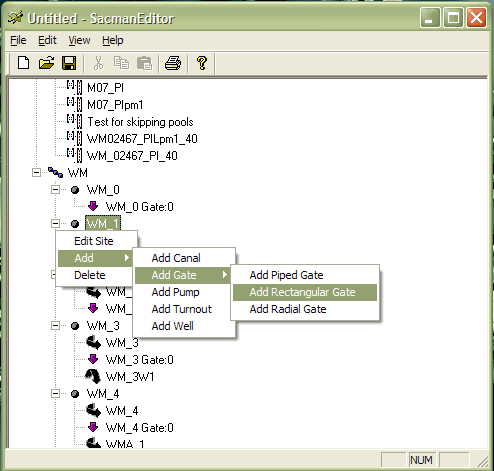 Untitled - SacmanEditor
File Edit View Help
M07_PI
M07_PIpm1
Test for skipping pools
WM02467_PILpm1_40
WM_02467_PI_40
WM
WM_0
WM_0 Gate:0
WM_1
Edit Site
Add
Delete
Add Canal
Add Gate
Add Pump
Add Turnout
Add Well
Add Piped Gate
Add Rectangular Gate
Add Radial Gate
WM_
WM_
WM_3
WM_3
WM_3 Gate:0
WM_3W1
WM_4
WM_4
WM_4 Gate:0
WMA_1
NUM